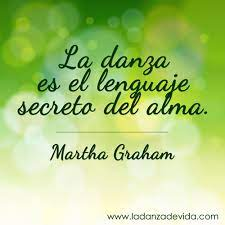 La danza
es el lenguaje
secreto del alma.
Martha Graham
www.ladanzadevida.com